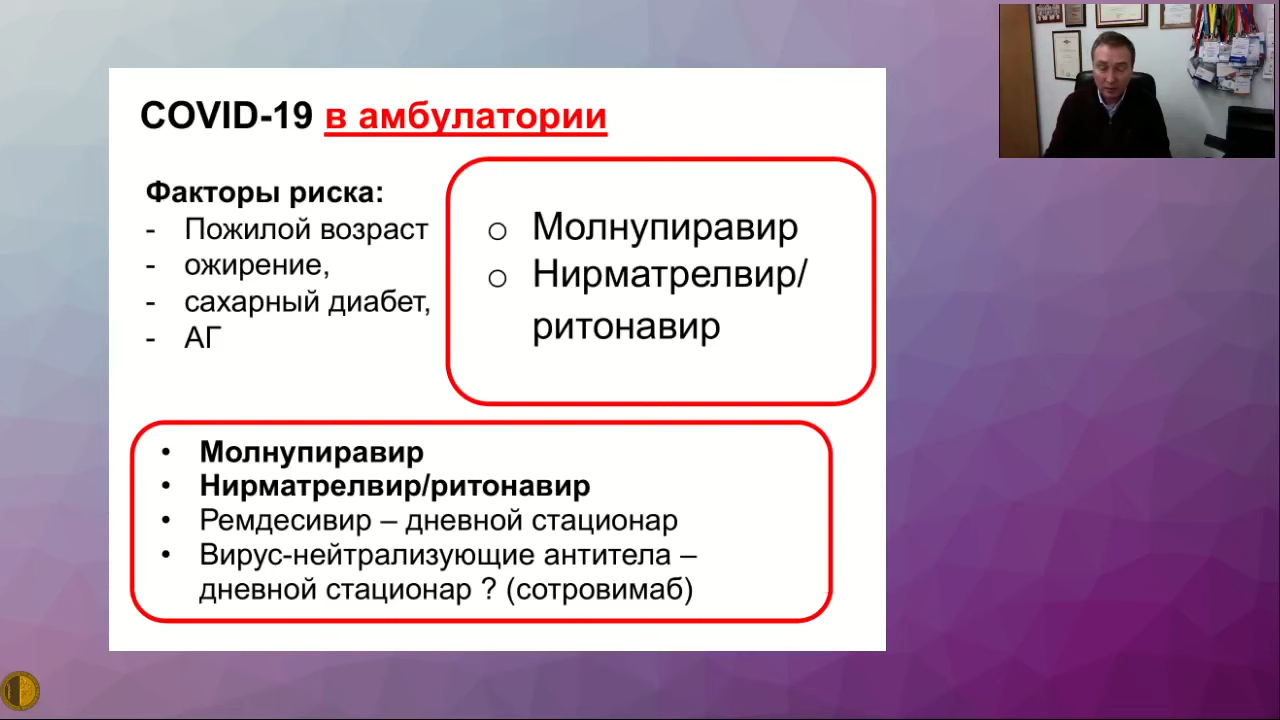 COVID-19 в амбулатории
Факторы риска:
- Пожилой возраст
- ожирение,
- сахарный диабет,
- АГ
o Молнупиравир
o Нирматрелвир/
ритонавир
• Молнупиравир
• Нирматрелвир/ритонавир
• Ремдесивир – дневной стационар
• Вирус-нейтрализующие антитела –
дневной стационар ? (сотровимаб)